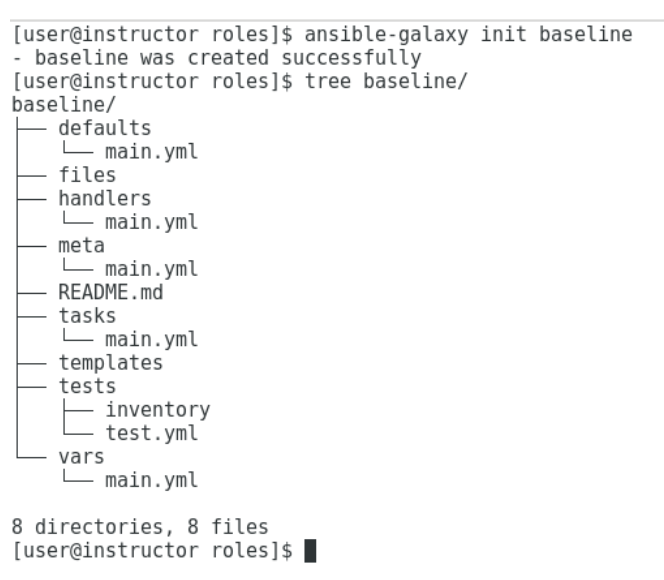 [user@instructor roles]$ ansible-galaxy init baseline
- baseline was created successfully
[user@instructor roles]$ tree baseline/
baseline/
├── defaults
│   └── main.yml
├── files
├── handlers
│   └── main.yml
├── meta
│   └── main.yml
├── README.md
├── tasks
│   └── main.yml
├── templates
├── tests
│   ├── inventory
│   └── test.yml
└── vars
    └── main.yml

8 directories, 8 files
[user@instructor roles]$